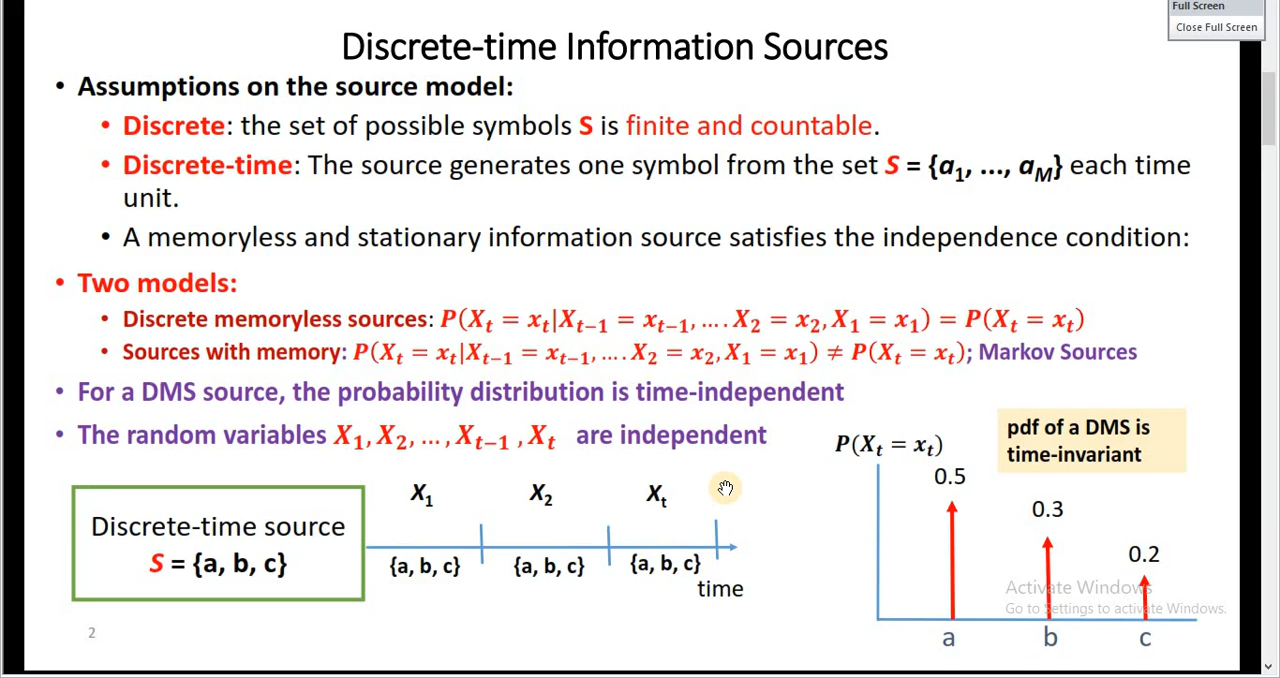 Full Screen
Close Full Screen
Discrete-time Information Sources
• Assumptions on the source model:
• Discrete: the set of possible symbols S is finite and countable.
• Discrete-time: The source generates one symbol from the set S = {a₁, ..., a_M} each time
unit.
• A memoryless and stationary information source satisfies the independence condition:
• Two models:
• Discrete memoryless sources: P(X_t = x_t|X_{t−1} = x_{t−1}, .... X₂ = x₂, X₁ = x₁) = P(X_t = x_t)
• Sources with memory: P(X_t = x_t|X_{t−1} = x_{t−1}, .... X₂ = x₂, X₁ = x₁) ≠ P(X_t = x_t); Markov Sources
• For a DMS source, the probability distribution is time-independent
• The random variables X₁, X₂, ..., X_{t−1} , X_t are independent
Discrete-time source
S = {a, b, c}
X₁ X₂ X_t
{a, b, c} {a, b, c} {a, b, c}
time
P(X_t = x_t)
pdf of a DMS is
time-invariant
0.5
0.3
0.2
a b c
Activate Windows
Go to Settings to activate Windows.
2